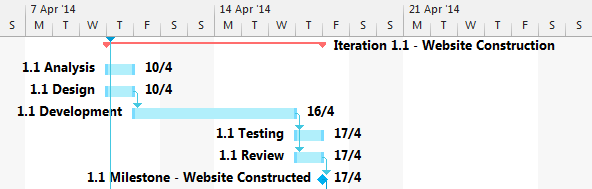 7 Apr '14 14 Apr '14 21 Apr '14
S M T W T F S S M T W T F S S M T W T F S
Iteration 1.1 - Website Construction
1.1 Analysis 10/4
1.1 Design 10/4
1.1 Development 16/4
1.1 Testing 17/4
1.1 Review 17/4
1.1 Milestone - Website Constructed 17/4